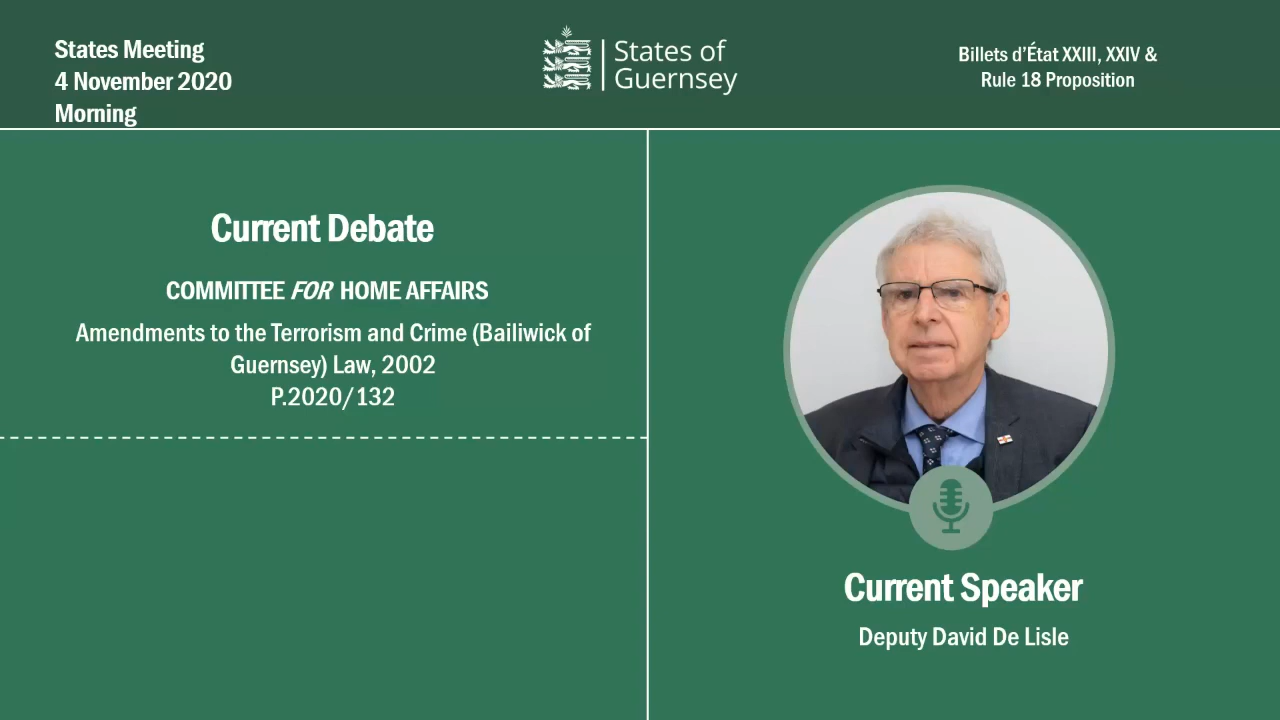 States Meeting
4 November 2020
Morning
States of
Guernsey
Billets d'État XXIII, XXIV &
Rule 18 Proposition
Current Debate
COMMITTEE FOR HOME AFFAIRS
Amendments to the Terrorism and Crime (Bailiwick of
Guernsey) Law, 2002
P.2020/132
Current Speaker
Deputy David De Lisle